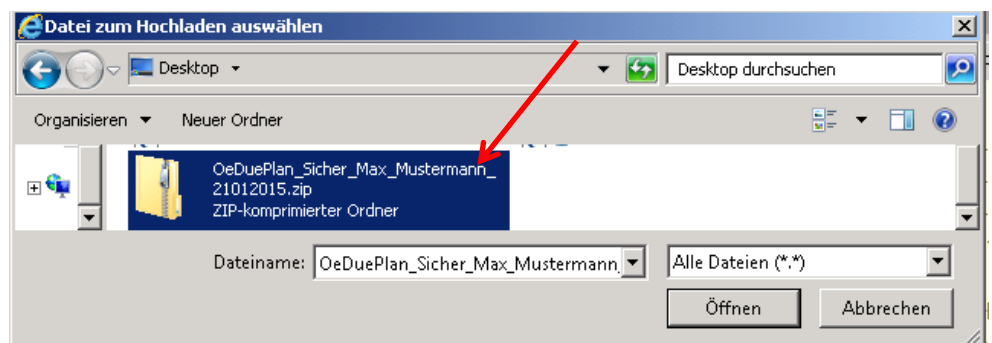 Datei zum Hochladen auswählen
Desktop
Desktop durchsuchen
Organisieren
Neuer Ordner
OeDuePlan_Sicher_Max_Mustermann_
21012015.zip
ZIP-komprimierter Ordner
Dateiname:
OeDuePlan_Sicher_Max_Mustermann_
Alle Dateien (*.*)
Öffnen
Abbrechen